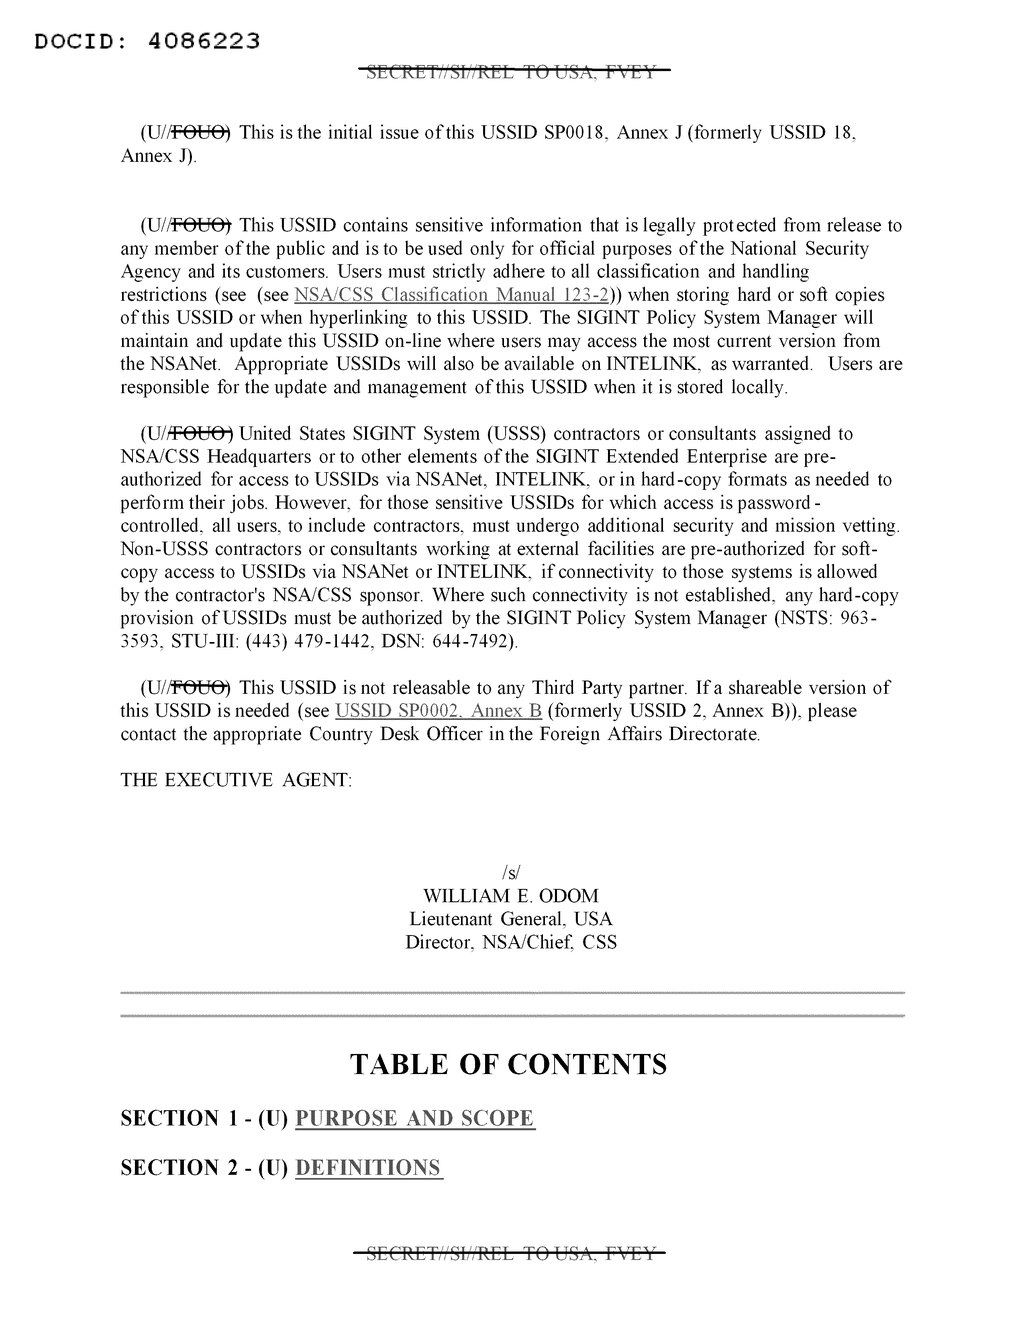 DOCID: 4086223
SECRET//SI//REL TO USA, FVEY
(U//FOUO) This is the initial issue of this USSID SP0018, Annex J (formerly USSID 18,
Annex J).
(U//FOUO) This USSID contains sensitive information that is legally protected from release to
any member of the public and is to be used only for official purposes of the National Security
Agency and its customers. Users must strictly adhere to all classification and handling
restrictions (see (see NSA/CSS Classification Manual 123-2)) when storing hard or soft copies
of this USSID or when hyperlinking to this USSID. The SIGINT Policy System Manager will
maintain and update this USSID on-line where users may access the most current version from
the NSANet. Appropriate USSIDs will also be available on INTELINK, as warranted. Users are
responsible for the update and management of this USSID when it is stored locally.
(U//FOUO) United States SIGINT System (USSS) contractors or consultants assigned to
NSA/CSS Headquarters or to other elements of the SIGINT Extended Enterprise are pre-
authorized for access to USSIDs via NSANet, INTELINK, or in hard-copy formats as needed to
perform their jobs. However, for those sensitive USSIDs for which access is password-
controlled, all users, to include contractors, must undergo additional security and mission vetting.
Non-USSS contractors or consultants working at external facilities are pre-authorized for soft-
copy access to USSIDs via NSANet or INTELINK, if connectivity to those systems is allowed
by the contractor's NSA/CSS sponsor. Where such connectivity is not established, any hard-copy
provision of USSIDs must be authorized by the SIGINT Policy System Manager (NSTS: 963-
3593, STU-III: (443) 479-1442, DSN: 644-7492).
(U//FOUO) This USSID is not releasable to any Third Party partner. If a shareable version of
this USSID is needed (see USSID SP0002, Annex B (formerly USSID 2, Annex B)), please
contact the appropriate Country Desk Officer in the Foreign Affairs Directorate.
THE EXECUTIVE AGENT:
/s/
WILLIAM E. ODOM
Lieutenant General, USA
Director, NSA/Chief, CSS
TABLE OF CONTENTS
SECTION 1 - (U) PURPOSE AND SCOPE
SECTION 2 - (U) DEFINITIONS
SECRET//SI//REL TO USA, FVEY